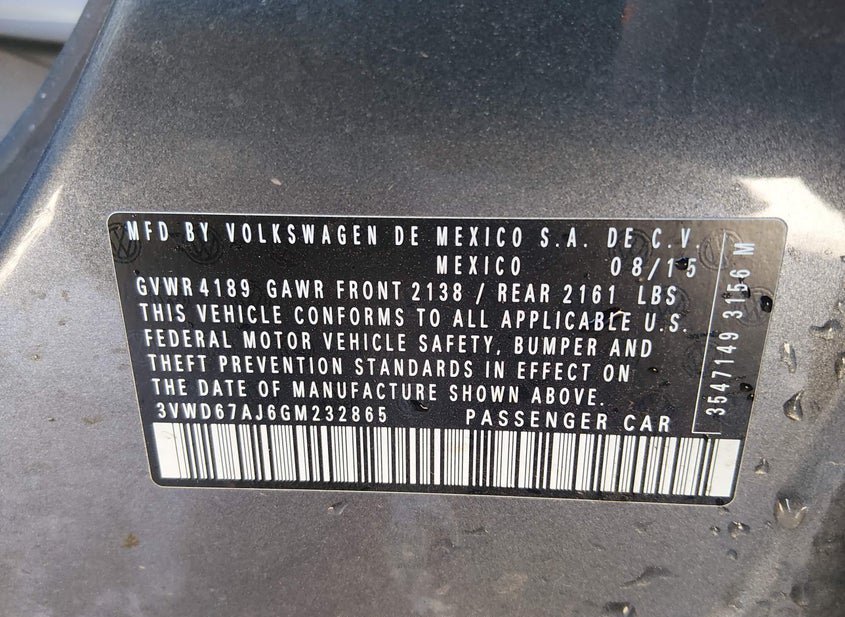 MFD BY VOLKSWAGEN DE MEXICO S.A. DE C.V.
MEXICO 08/15
GVWR 4189 GAWR FRONT 2138 / REAR 2161 LBS
THIS VEHICLE CONFORMS TO ALL APPLICABLE U.S.
FEDERAL MOTOR VEHICLE SAFETY, BUMPER AND
THEFT PREVENTION STANDARDS IN EFFECT ON
THE DATE OF MANUFACTURE SHOWN ABOVE.
3VWD67AJ6GM232865 PASSENGER CAR
3547149 3156 M